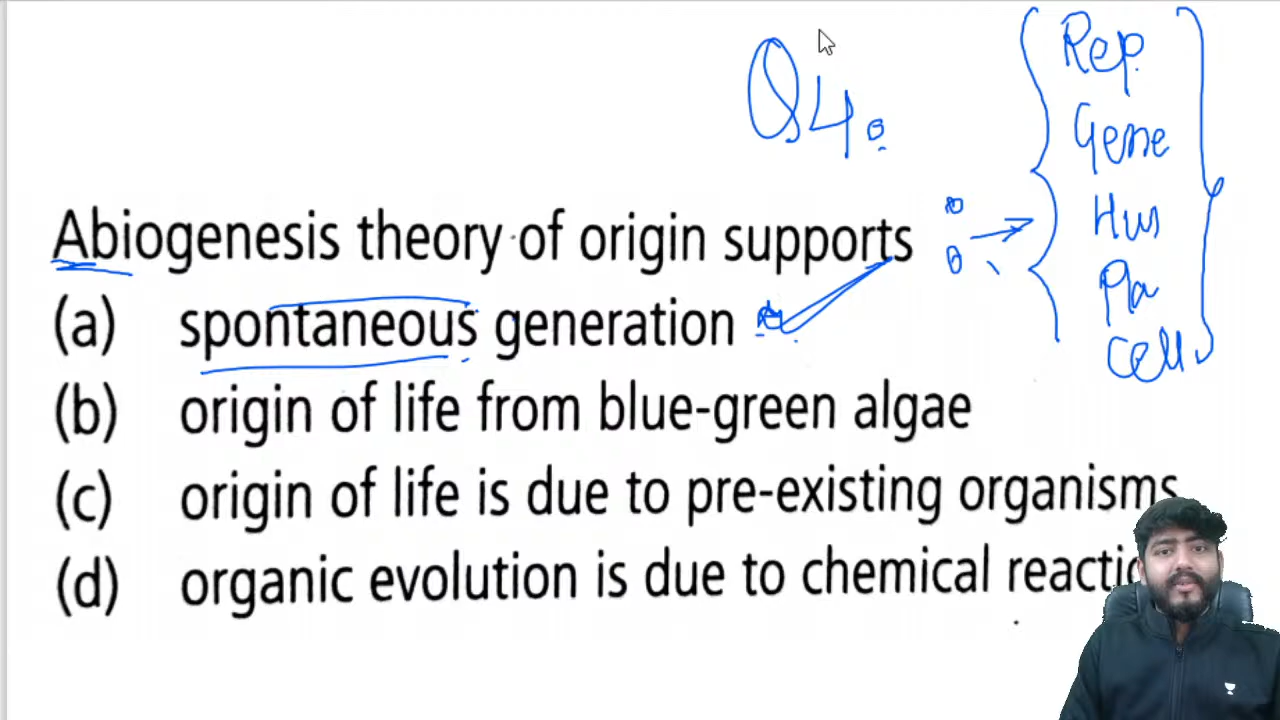 Q4.
Rep.
Gene
Hus
Pla
Cell
Abiogenesis theory of origin supports
(a) spontaneous generation
(b) origin of life from blue-green algae
(c) origin of life is due to pre-existing organisms
(d) organic evolution is due to chemical reactio